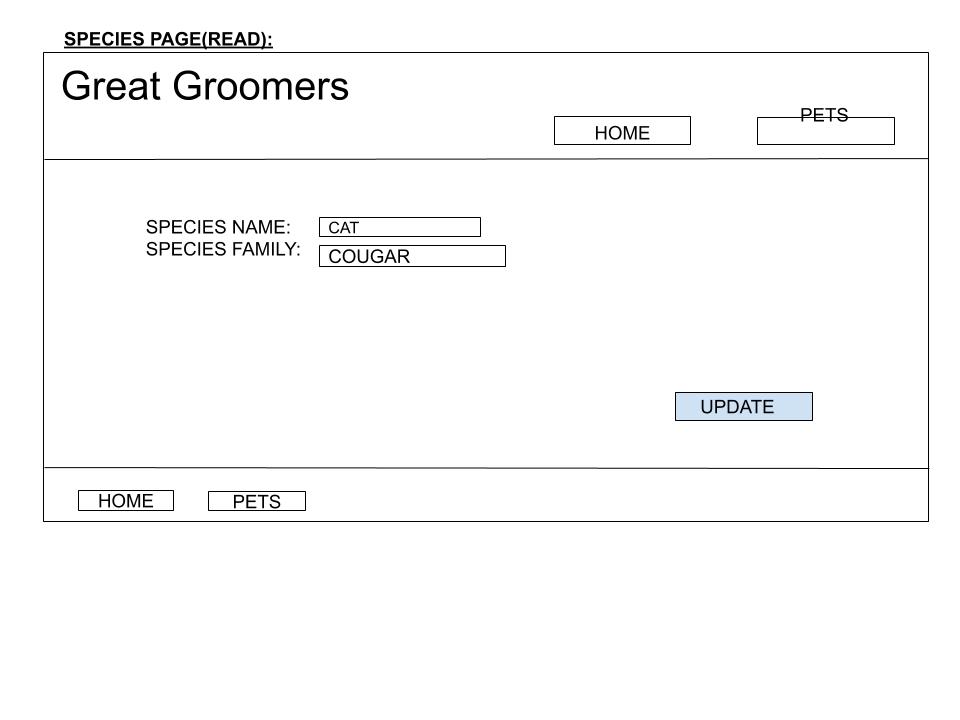 SPECIES PAGE(READ):
Great Groomers
HOME
PETS
SPECIES NAME: CAT
SPECIES FAMILY: COUGAR
UPDATE
HOME
PETS